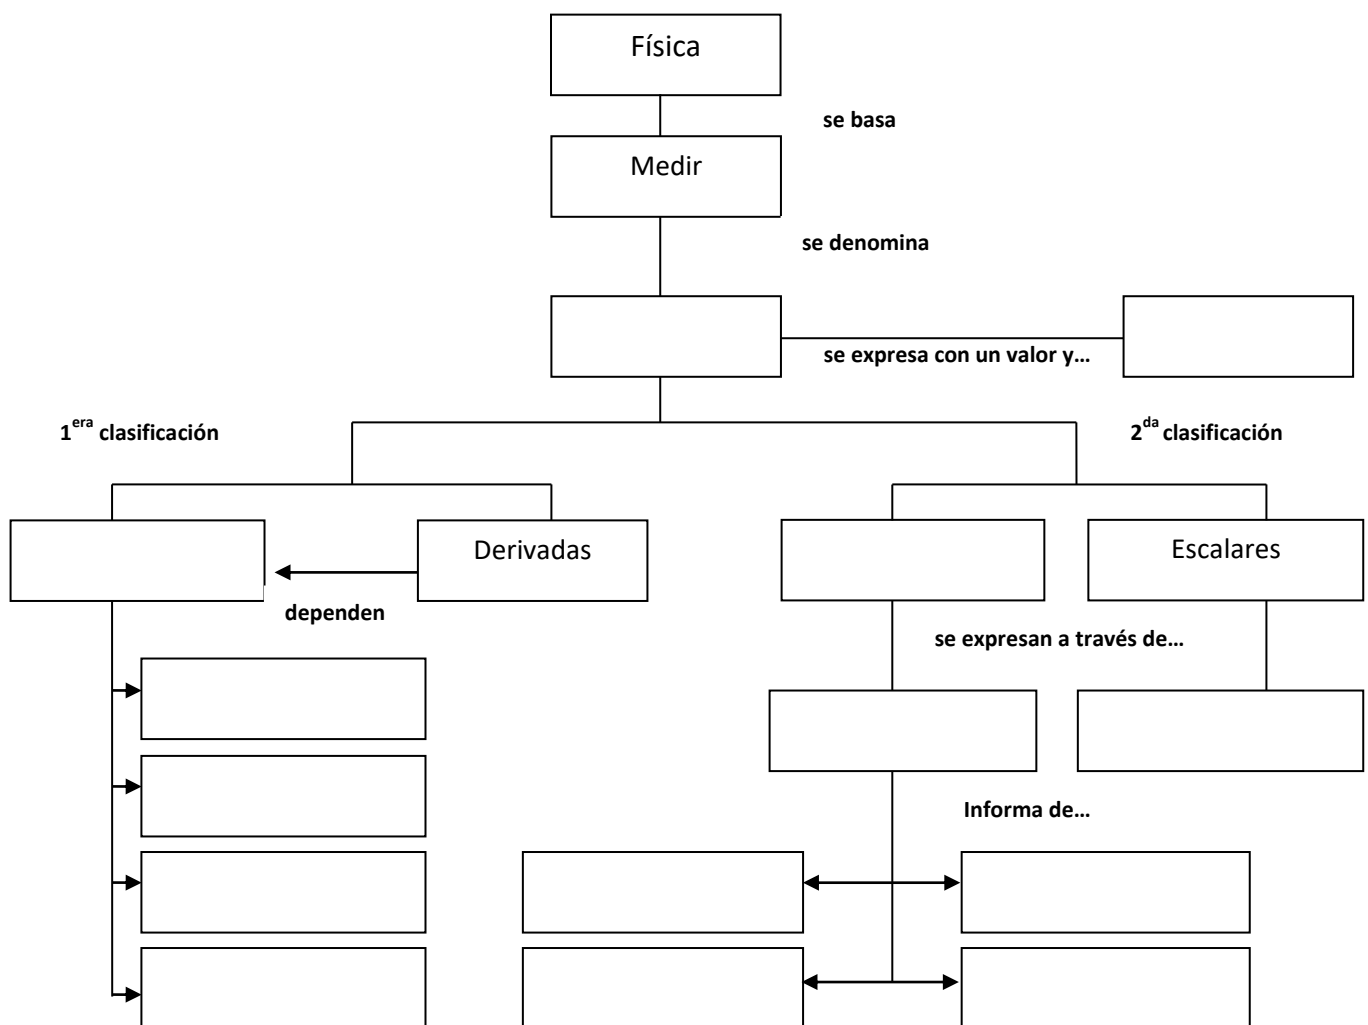 Física
se basa
Medir
se denomina
se expresa con un valor y...
1era clasificación
2da clasificación
Derivadas
Escalares
dependen
se expresan a través de...
Informa de...